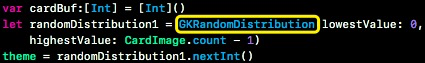 var cardBuf:[Int] = [Int]()
let randomDistribution1 = GKRandomDistribution lowestValue: 0,
highestValue: CardImage.count - 1)
theme = randomDistribution1.nextInt()